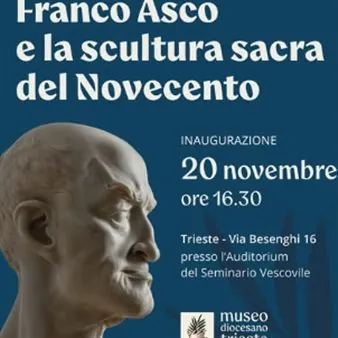 Franco Asco
e la scultura sacra
del Novecento
INAUGURAZIONE
20 novembre
ore 16.30
Trieste - Via Besenghi 16
presso l'Auditorium
del Seminario Vescovile
museo
diocesano
trieste